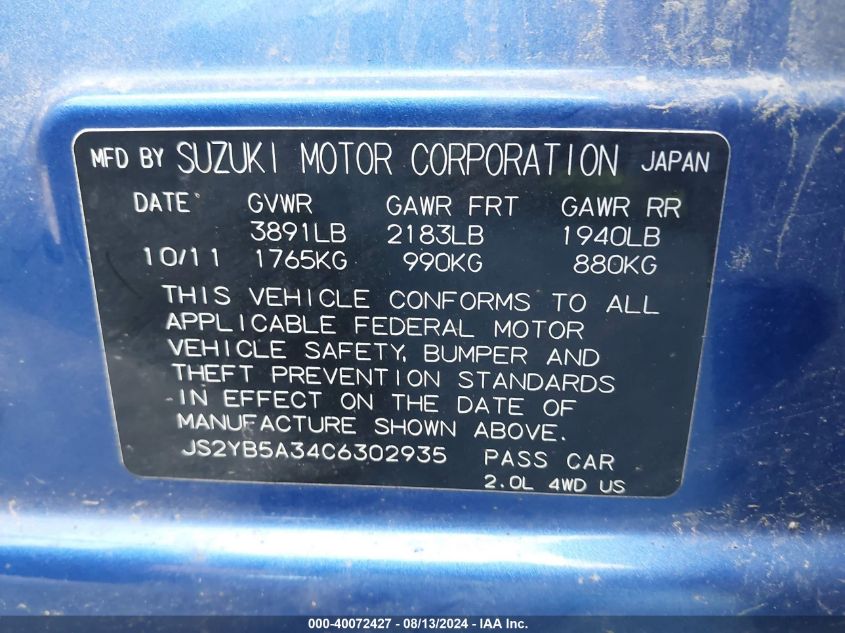 MFD BY SUZUKI MOTOR CORPORATION JAPAN
DATE GVWR GAWR FRT GAWR RR
3891LB 2183LB 1940LB
10/11 1765KG 990KG 880KG
THIS VEHICLE CONFORMS TO ALL
APPLICABLE FEDERAL MOTOR
VEHICLE SAFETY, BUMPER AND
THEFT PREVENTION STANDARDS
IN EFFECT ON THE DATE OF
MANUFACTURE SHOWN ABOVE.
JS2YB5A34C6302935 PASS CAR
2.0L 4WD US
000-40072427 - 08/13/2024 - IAA Inc.